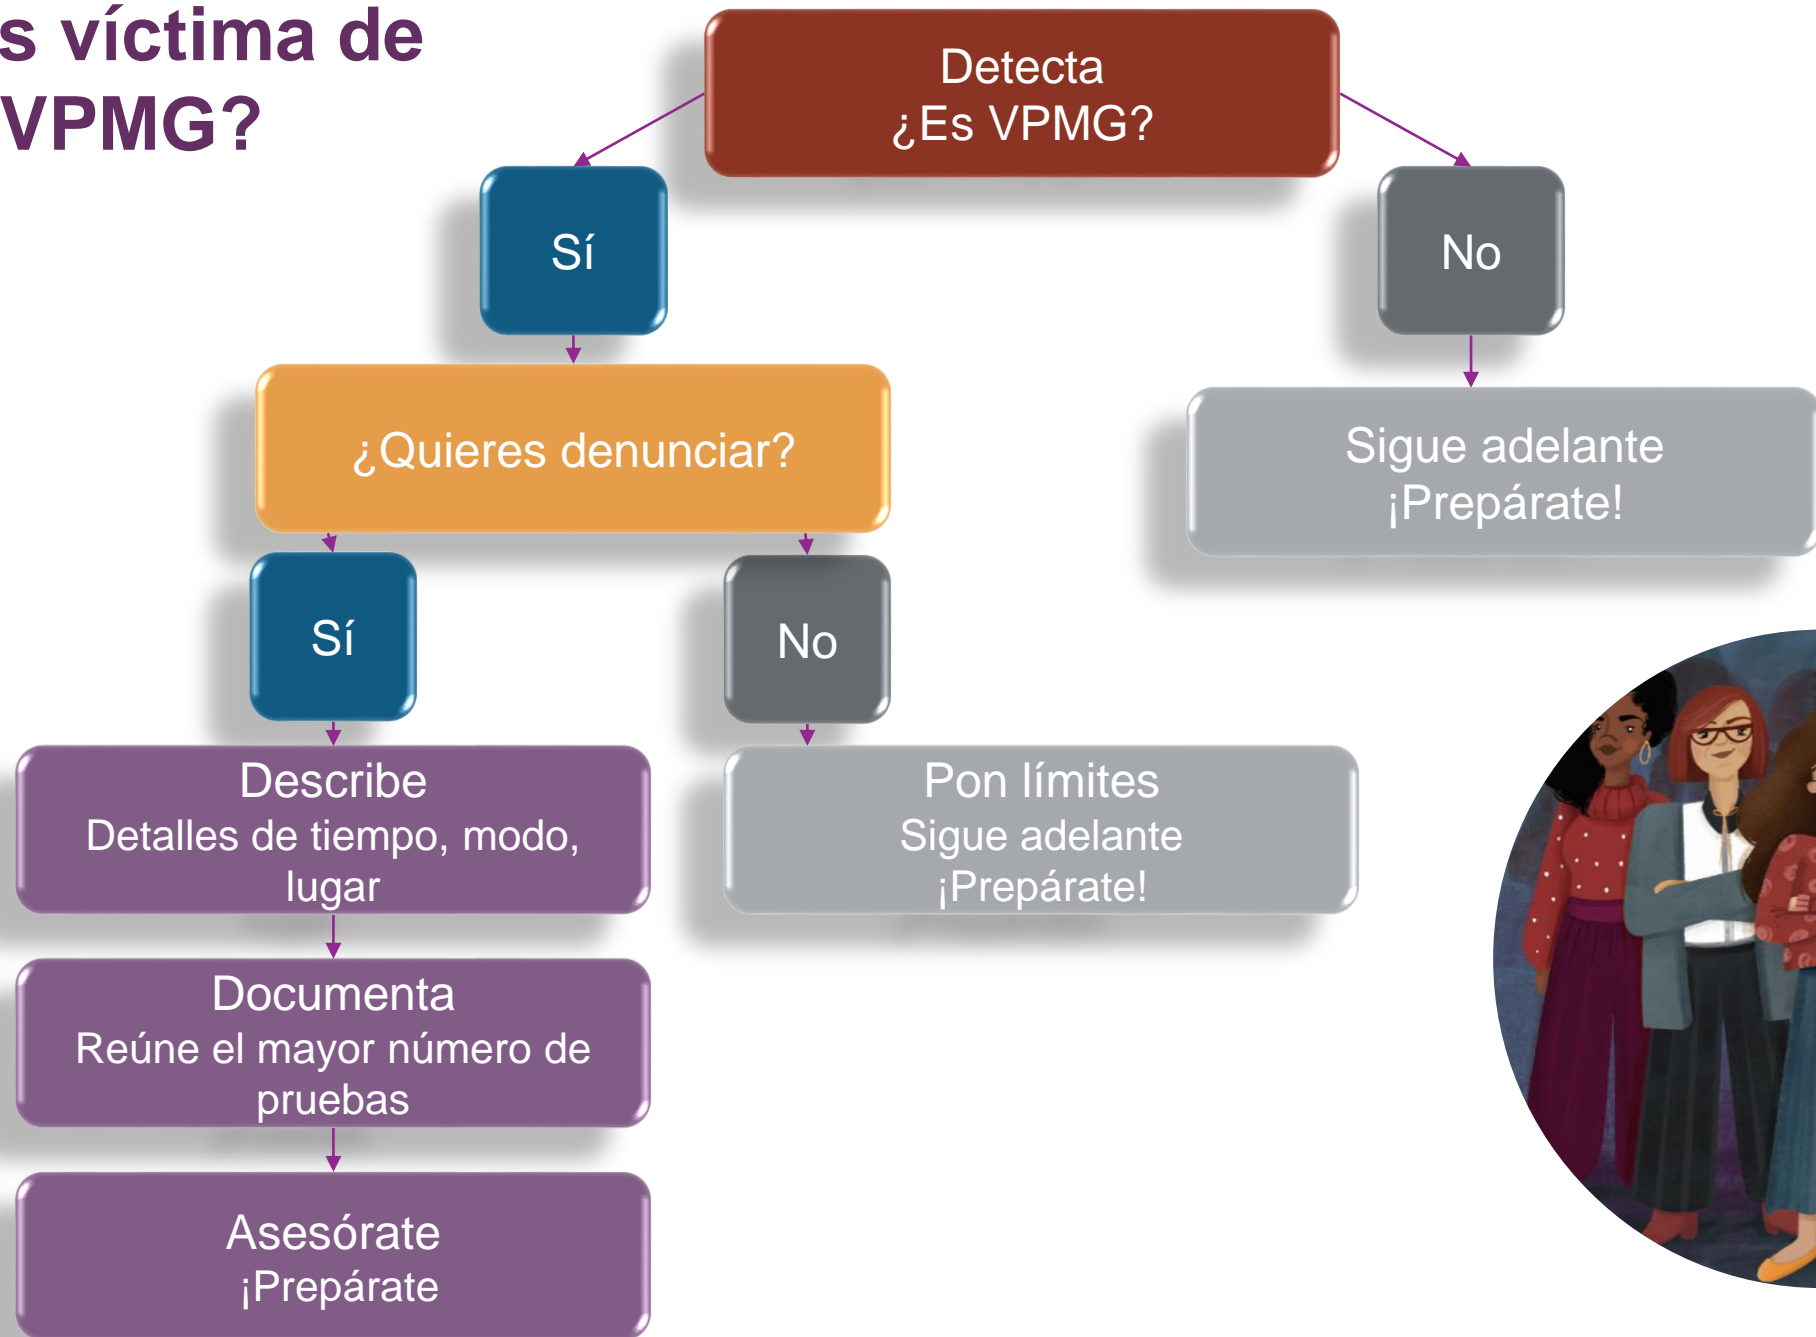 s víctima de
VPMG?
Detecta
¿Es VPMG?
Sí
No
¿Quieres denunciar?
Sigue adelante
¡Prepárate!
Sí
No
Describe
Detalles de tiempo, modo,
lugar
Pon límites
Sigue adelante
¡Prepárate!
Documenta
Reúne el mayor número de
pruebas
Asesórate
¡Prepárate